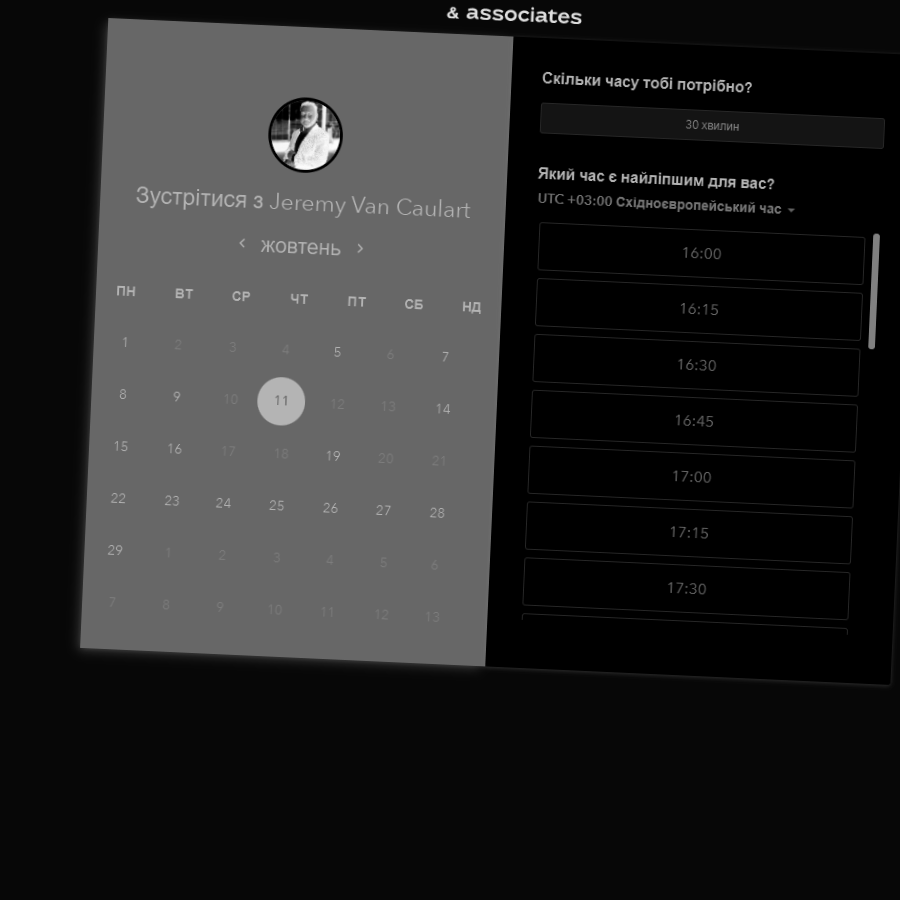 & associates
Зустрітися з Jeremy Van Caulart
‹ жовтень ›
ПН ВТ СР ЧТ ПТ СБ НД
1 2 3 4 5 6 7
8 9 10 11 12 13 14
15 16 17 18 19 20 21
22 23 24 25 26 27 28
29 1 2 3 4 5 6
7 8 9 10 11 12 13
Скільки часу тобі потрібно?
30 хвилин
Який час є найліпшим для вас?
UTC +03:00 Східноєвропейський час
16:00
16:15
16:30
16:45
17:00
17:15
17:30